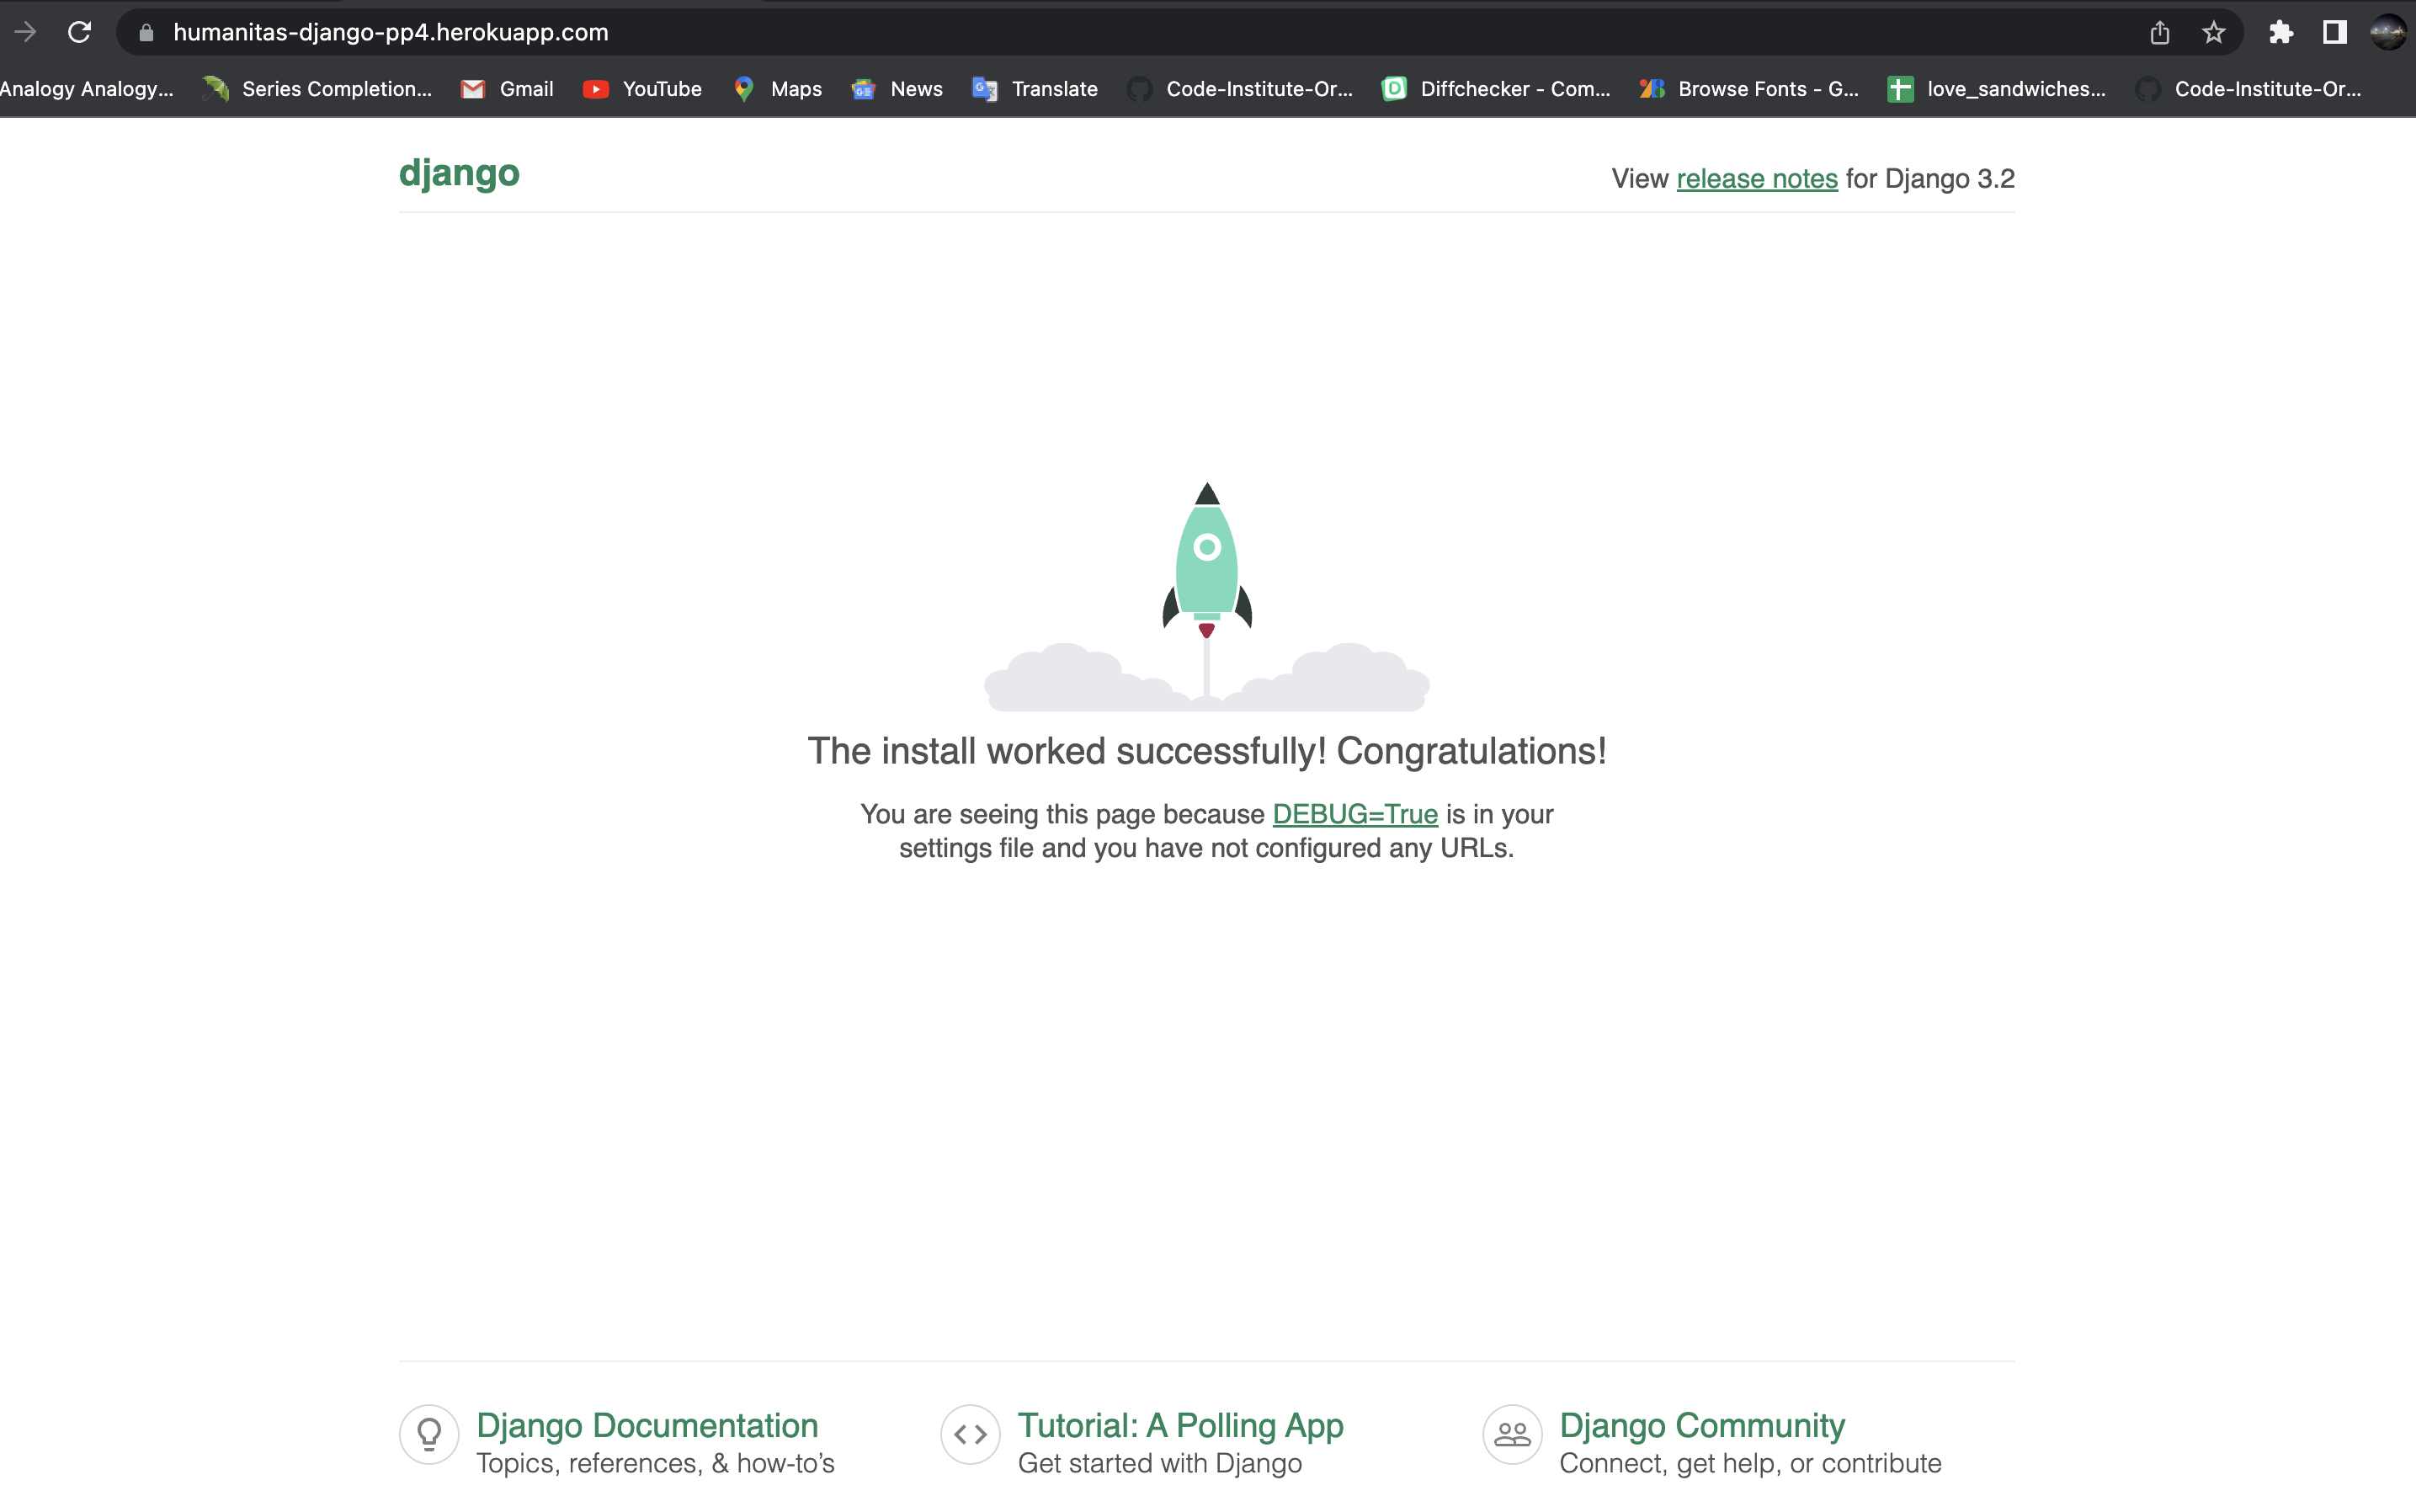 humanitas-django-pp4.herokuapp.com
Analogy Analogy... Series Completion... Gmail YouTube Maps News Translate Code-Institute-Or... Diffchecker - Com... Browse Fonts - G... love_sandwiches... Code-Institute-Or...
django View release notes for Django 3.2
The install worked successfully! Congratulations!
You are seeing this page because DEBUG=True is in your
settings file and you have not configured any URLs.
Django Documentation
Topics, references, & how-to’s
Tutorial: A Polling App
Get started with Django
Django Community
Connect, get help, or contribute